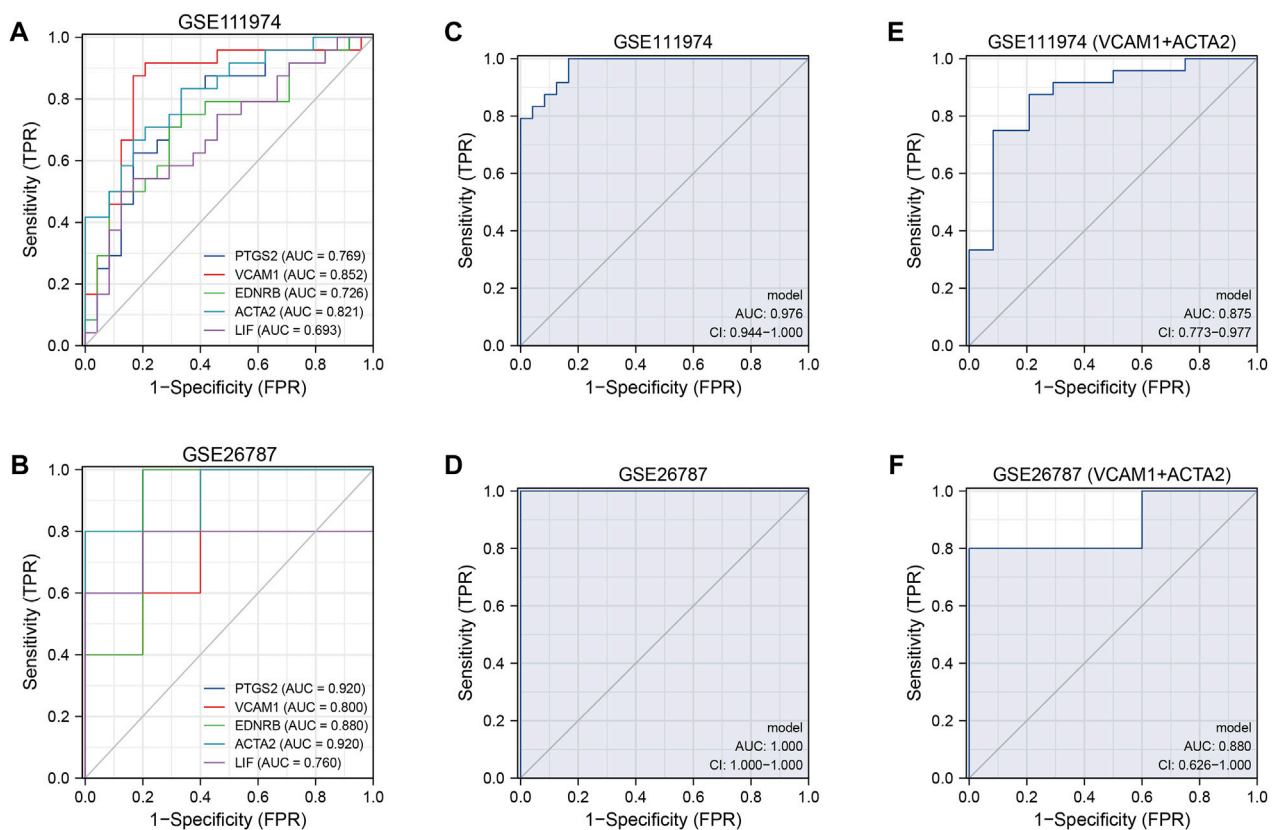 A
GSE111974
Sensitivity (TPR)
1.0
0.8
0.6
0.4
0.2
0.0
PTGS2 (AUC = 0.769)
VCAM1 (AUC = 0.852)
EDNRB (AUC = 0.726)
ACTA2 (AUC = 0.821)
LIF (AUC = 0.693)
0.0 0.2 0.4 0.6 0.8 1.0
1−Specificity (FPR)
C
GSE111974
Sensitivity (TPR)
1.0
0.8
0.6
0.4
0.2
0.0
model
AUC: 0.976
CI: 0.944−1.000
0.0 0.2 0.4 0.6 0.8 1.0
1−Specificity (FPR)
E
GSE111974 (VCAM1+ACTA2)
Sensitivity (TPR)
1.0
0.8
0.6
0.4
0.2
0.0
model
AUC: 0.875
CI: 0.773−0.977
0.0 0.2 0.4 0.6 0.8 1.0
1−Specificity (FPR)
B
GSE26787
Sensitivity (TPR)
1.0
0.8
0.6
0.4
0.2
0.0
PTGS2 (AUC = 0.920)
VCAM1 (AUC = 0.800)
EDNRB (AUC = 0.880)
ACTA2 (AUC = 0.920)
LIF (AUC = 0.760)
0.0 0.2 0.4 0.6 0.8 1.0
1−Specificity (FPR)
D
GSE26787
Sensitivity (TPR)
1.0
0.8
0.6
0.4
0.2
0.0
model
AUC: 1.000
CI: 1.000−1.000
0.0 0.2 0.4 0.6 0.8 1.0
1−Specificity (FPR)
F
GSE26787 (VCAM1+ACTA2)
Sensitivity (TPR)
1.0
0.8
0.6
0.4
0.2
0.0
model
AUC: 0.880
CI: 0.626−1.000
0.0 0.2 0.4 0.6 0.8 1.0
1−Specificity (FPR)